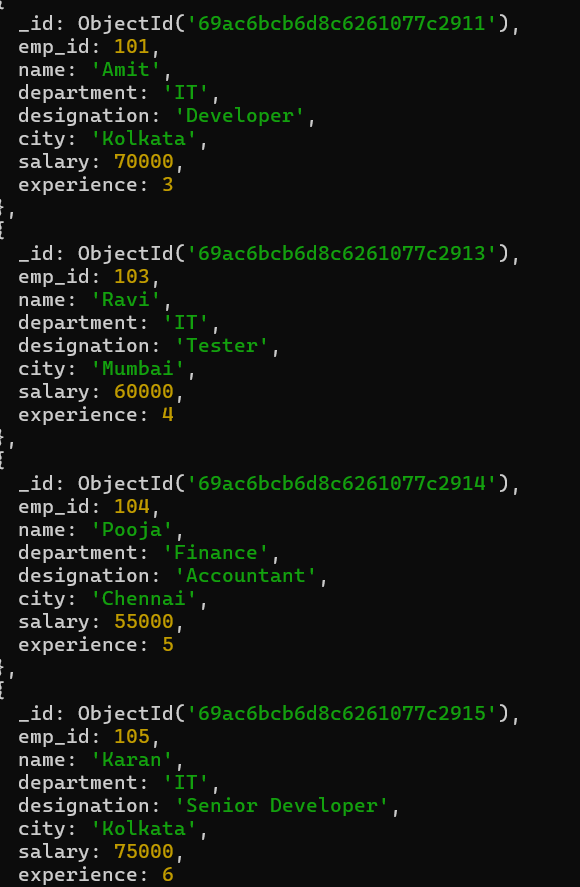 _id: ObjectId('69ac6bcb6d8c6261077c2911'),
emp_id: 101,
name: 'Amit',
department: 'IT',
designation: 'Developer',
city: 'Kolkata',
salary: 70000,
experience: 3
},
{
_id: ObjectId('69ac6bcb6d8c6261077c2913'),
emp_id: 103,
name: 'Ravi',
department: 'IT',
designation: 'Tester',
city: 'Mumbai',
salary: 60000,
experience: 4
},
{
_id: ObjectId('69ac6bcb6d8c6261077c2914'),
emp_id: 104,
name: 'Pooja',
department: 'Finance',
designation: 'Accountant',
city: 'Chennai',
salary: 55000,
experience: 5
},
{
_id: ObjectId('69ac6bcb6d8c6261077c2915'),
emp_id: 105,
name: 'Karan',
department: 'IT',
designation: 'Senior Developer',
city: 'Kolkata',
salary: 75000,
experience: 6